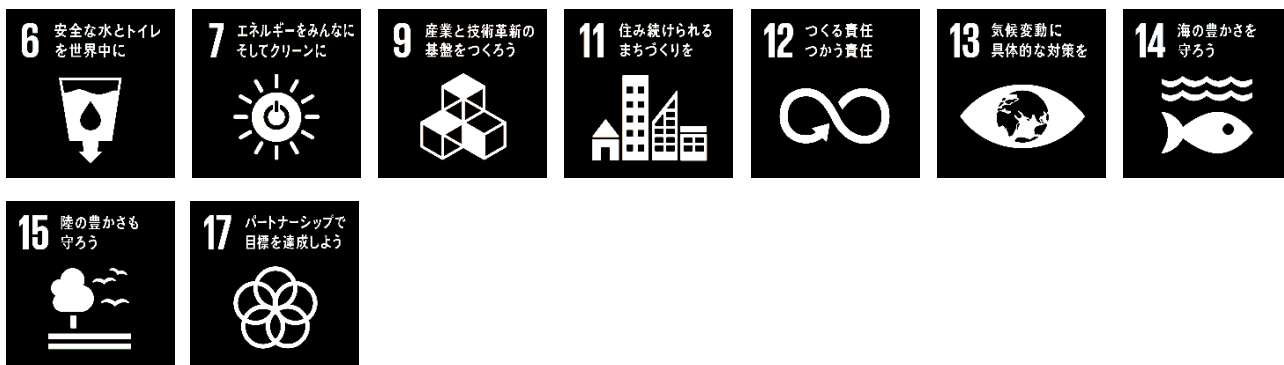 6 安全な水とトイレ
を世界中に
7 エネルギーをみんなに
そしてクリーンに
9 産業と技術革新の
基盤をつくろう
11 住み続けられる
まちづくりを
12 つくる責任
つかう責任
13 気候変動に
具体的な対策を
14 海の豊かさを
守ろう
15 陸の豊かさも
守ろう
17 パートナーシップで
目標を達成しよう